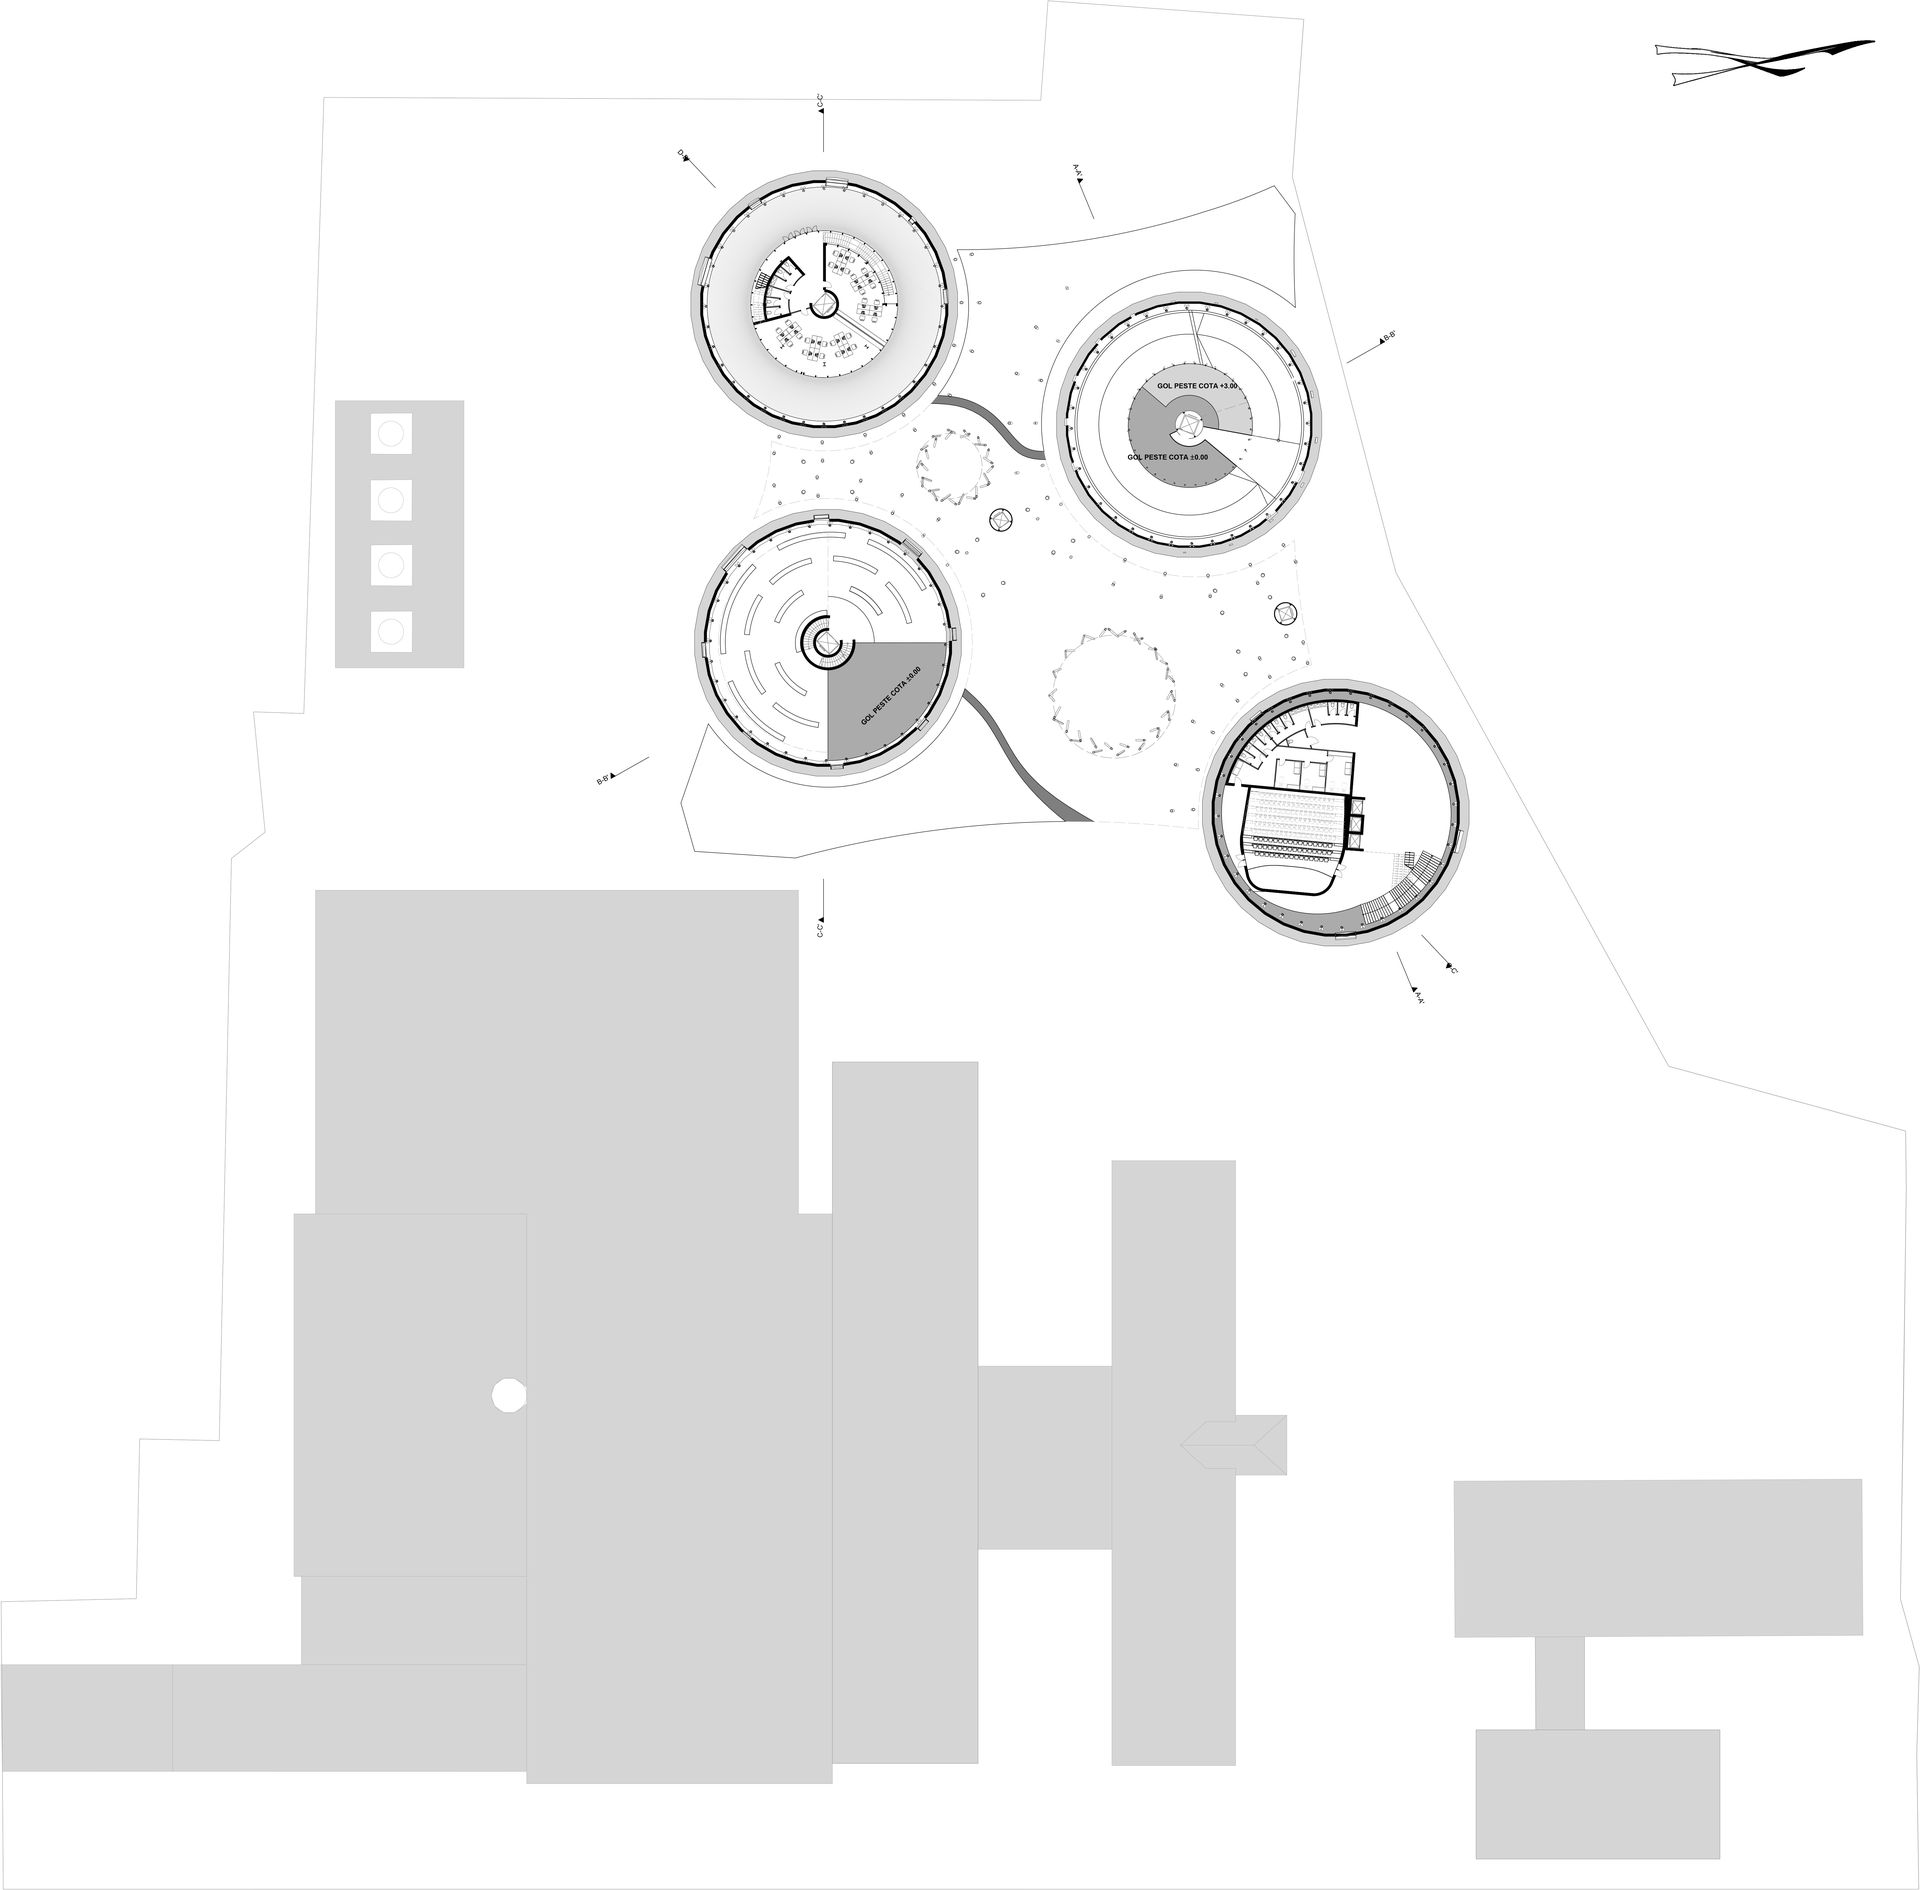 C-C'
A-A'
B-B'
GOL PESTE COTA +3.00
GOL PESTE COTA ±0.00
GOL PESTE COTA ±0.00
B-B'
C-C'
A-A'